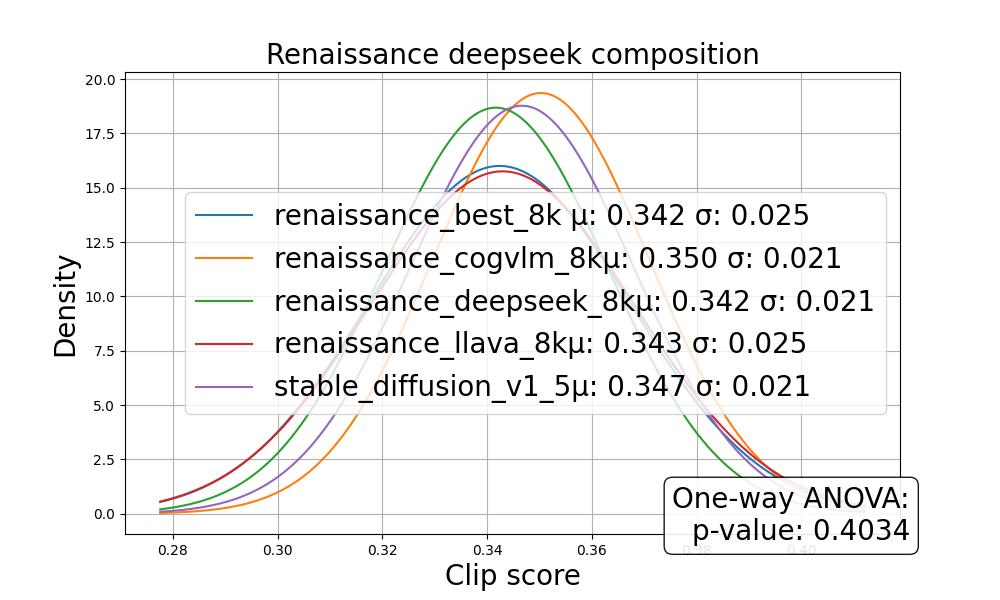 Renaissance deepseek composition
20.0
17.5
15.0
12.5
10.0
7.5
5.0
2.5
0.0
Density
renaissance_best_8k μ: 0.342 σ: 0.025
renaissance_cogvlm_8kμ: 0.350 σ: 0.021
renaissance_deepseek_8kμ: 0.342 σ: 0.021
renaissance_llava_8kμ: 0.343 σ: 0.025
stable_diffusion_v1_5μ: 0.347 σ: 0.021
One-way ANOVA:
p-value: 0.4034
0.28 0.30 0.32 0.34 0.36 0.38 0.40
Clip score